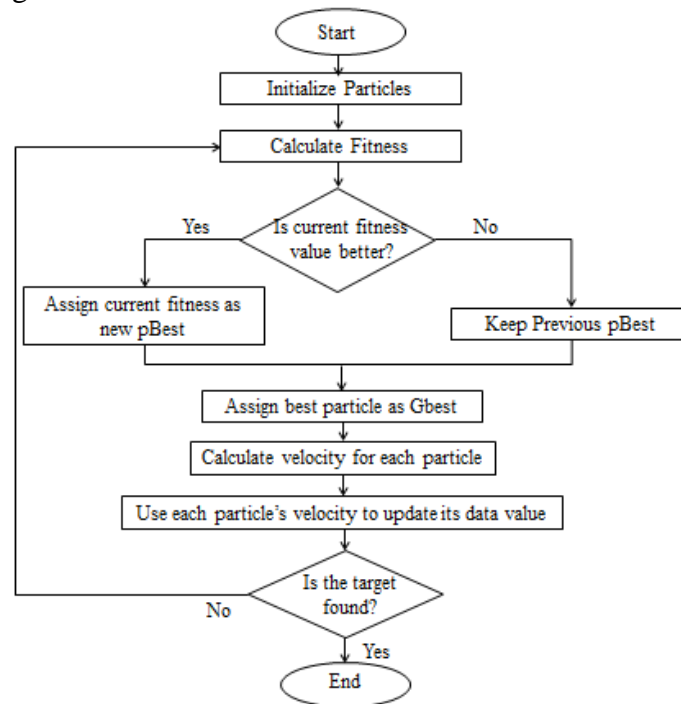 Start
Initialize Particles
Calculate Fitness
Is current fitness
value better?
Yes
No
Assign current fitness as
new pBest
Keep Previous pBest
Assign best particle as Gbest
Calculate velocity for each particle
Use each particle's velocity to update its data value
Is the target
found?
No
Yes
End